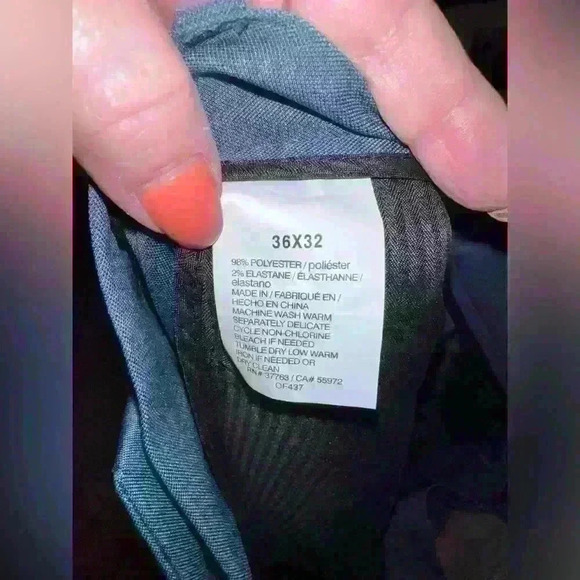 36X32
98% POLYESTER / poliéster
2% ELASTANE / ÉLASTHANNE /
elastano
MADE IN / FABRIQUÉ EN /
HECHO EN CHINA
MACHINE WASH WARM
SEPARATELY DELICATE
CYCLE NON-CHLORINE
BLEACH IF NEEDED
TUMBLE DRY LOW WARM
IRON IF NEEDED OR
DRY CLEAN
RN# 37763 / CA# 55972
OF437